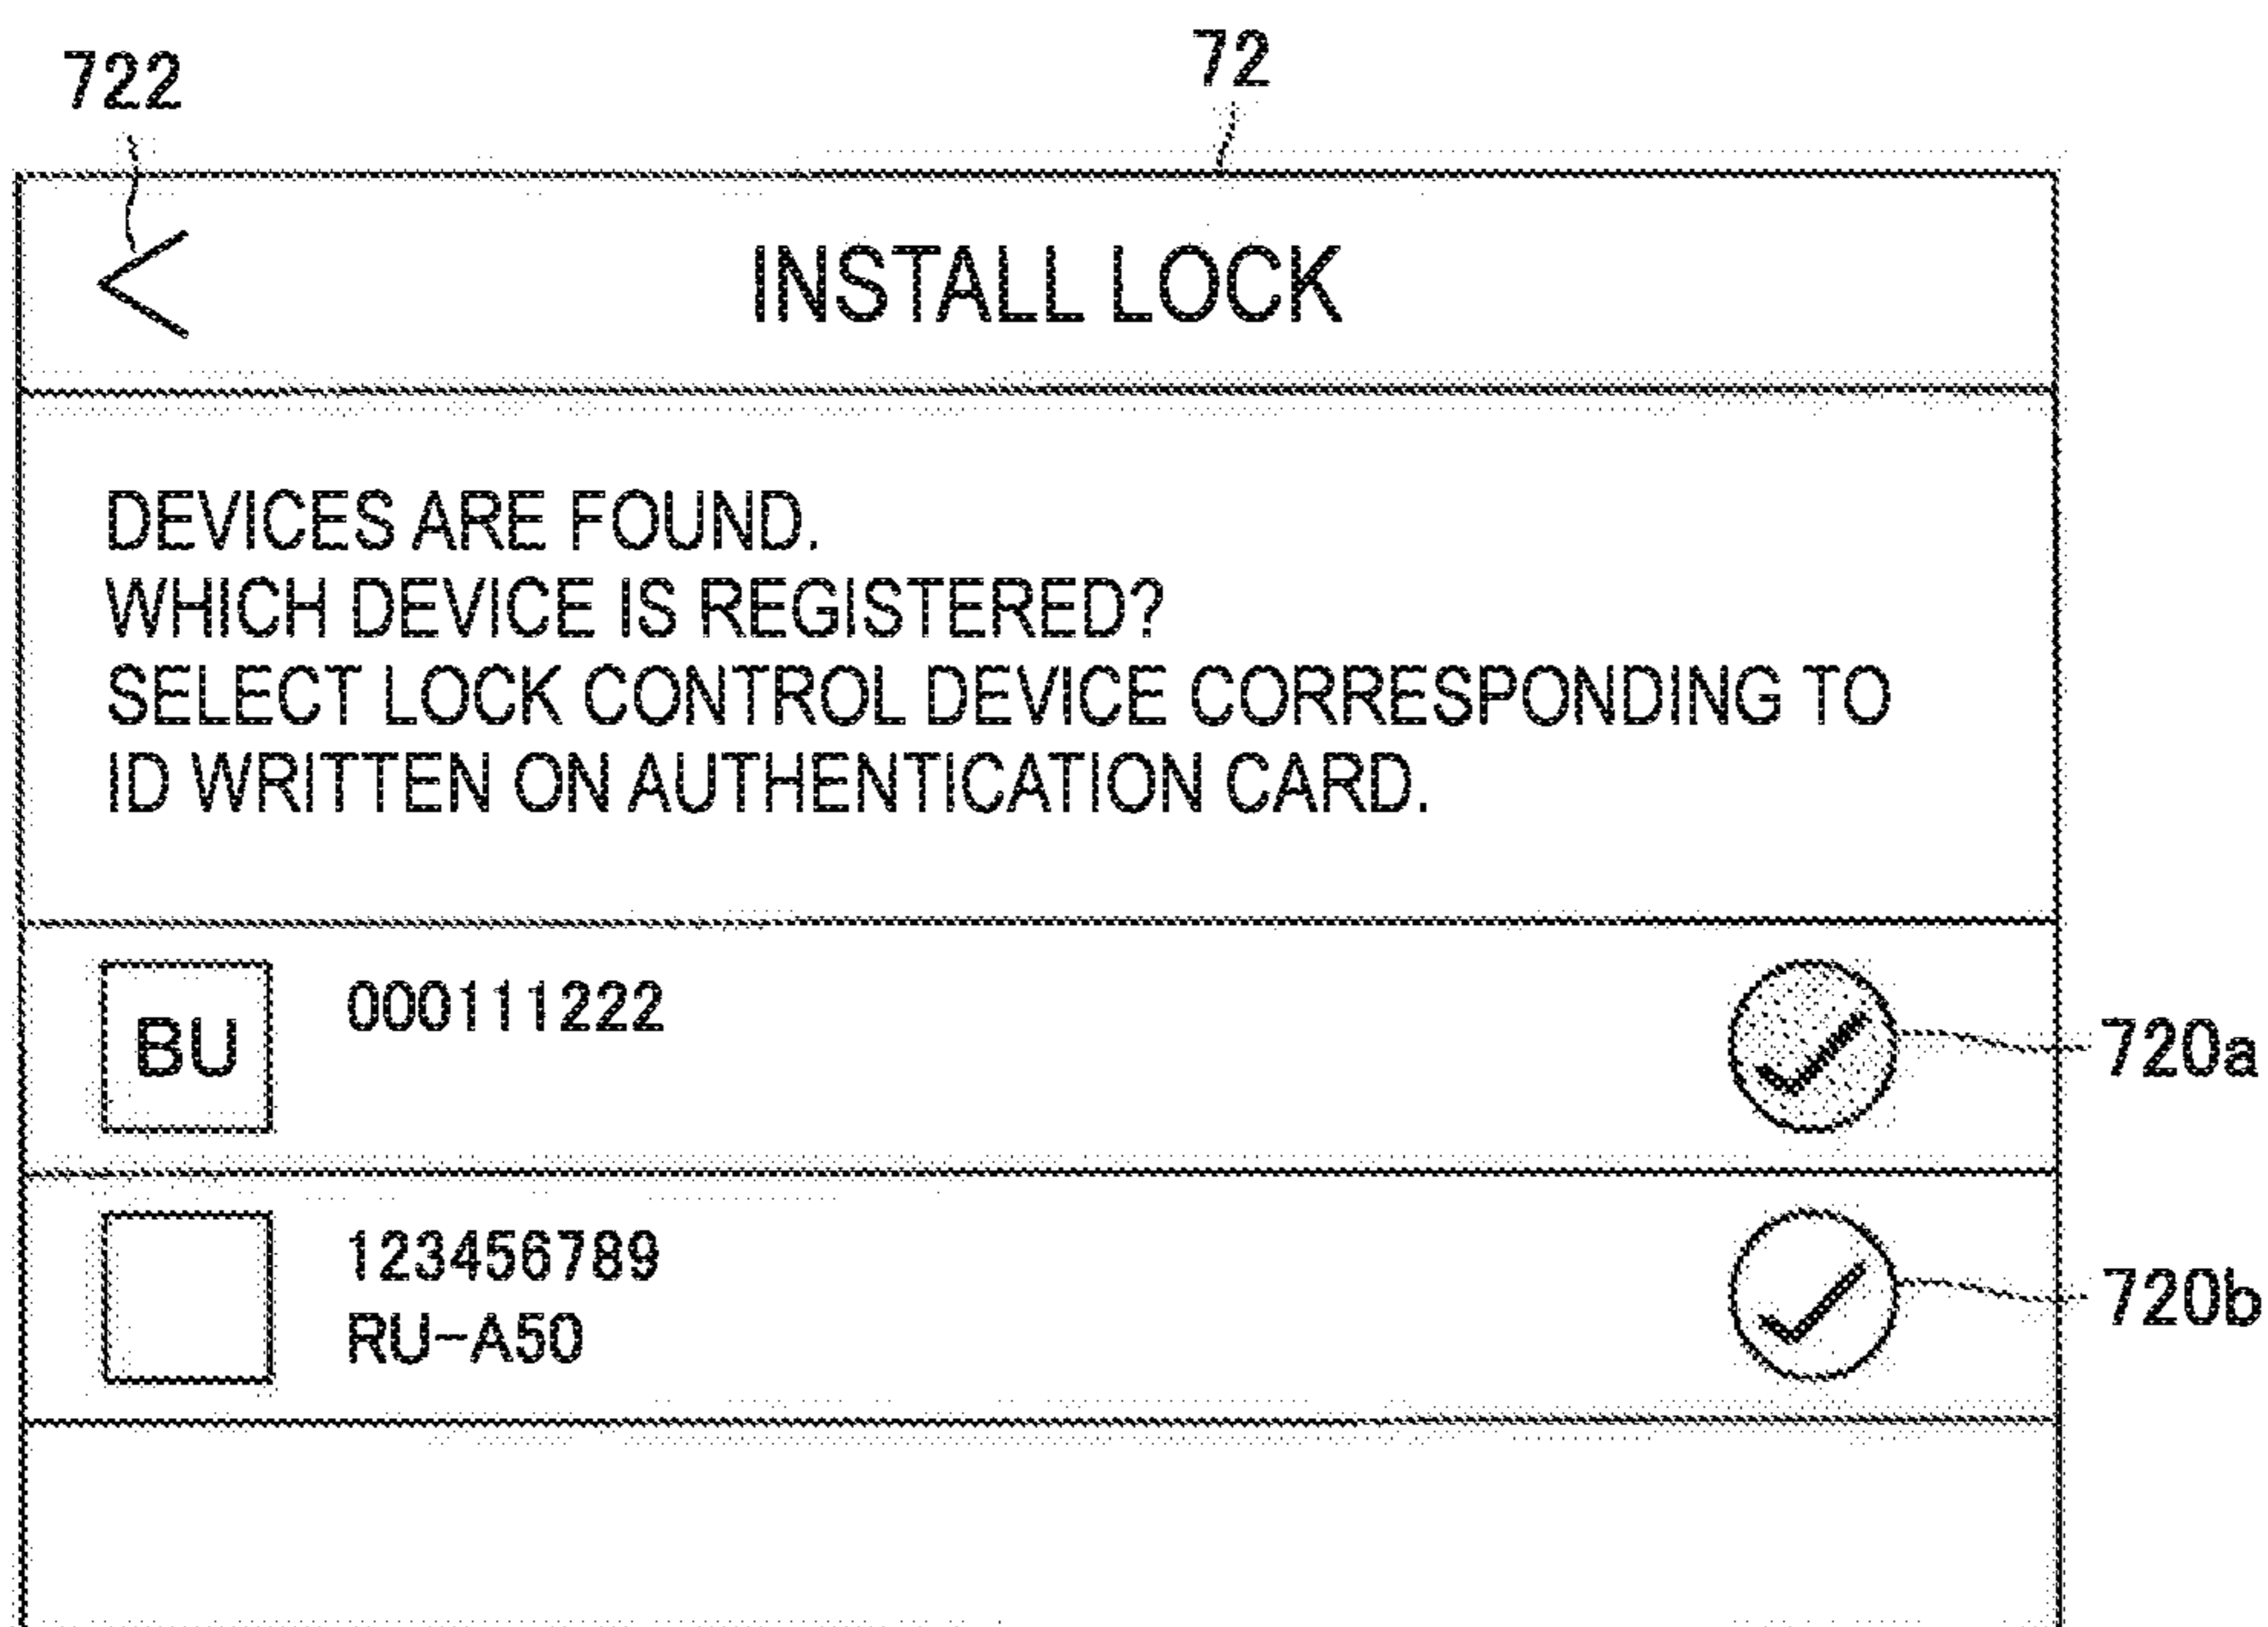 722
72
INSTALL LOCK
DEVICES ARE FOUND.
WHICH DEVICE IS REGISTERED?
SELECT LOCK CONTROL DEVICE CORRESPONDING TO
ID WRITTEN ON AUTHENTICATION CARD.
BU
000111222
720a
123456789
RU-A50
720b